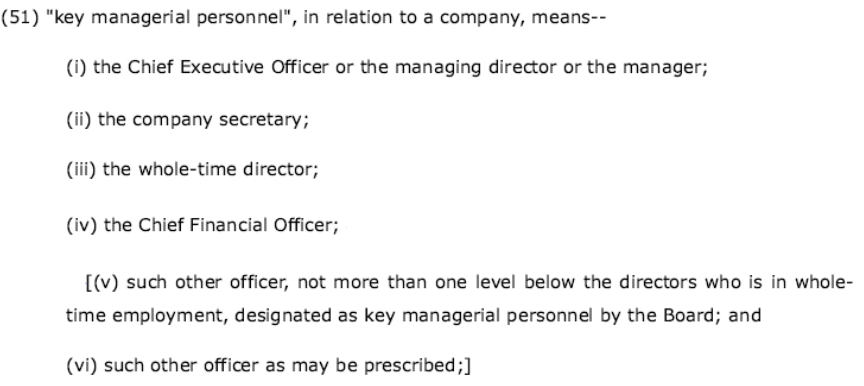 (51) "key managerial personnel", in relation to a company, means--
(i) the Chief Executive Officer or the managing director or the manager;
(ii) the company secretary;
(iii) the whole-time director;
(iv) the Chief Financial Officer;
[(v) such other officer, not more than one level below the directors who is in whole-
time employment, designated as key managerial personnel by the Board; and
(vi) such other officer as may be prescribed;]